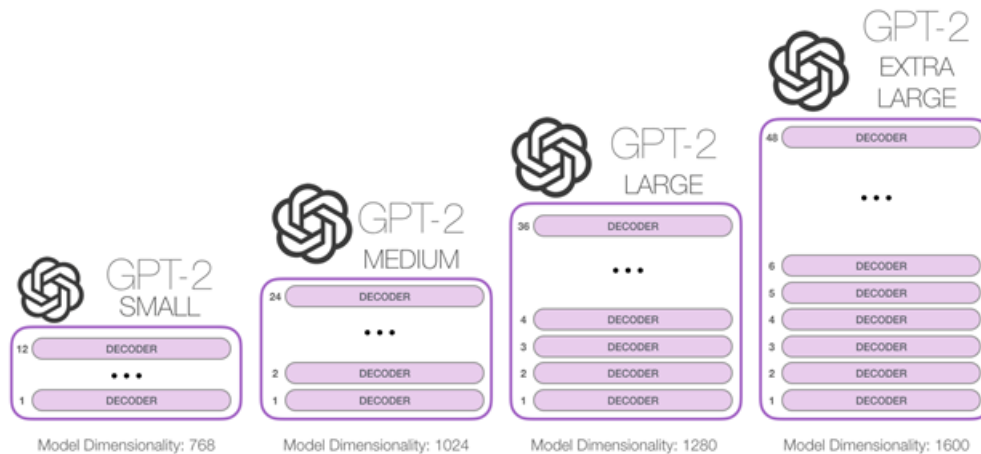 GPT-2
SMALL
12 DECODER
•••
1 DECODER
Model Dimensionality: 768
GPT-2
MEDIUM
24 DECODER
•••
2 DECODER
1 DECODER
Model Dimensionality: 1024
GPT-2
LARGE
36 DECODER
•••
4 DECODER
3 DECODER
2 DECODER
1 DECODER
Model Dimensionality: 1280
GPT-2
EXTRA
LARGE
48 DECODER
•••
6 DECODER
5 DECODER
4 DECODER
3 DECODER
2 DECODER
1 DECODER
Model Dimensionality: 1600